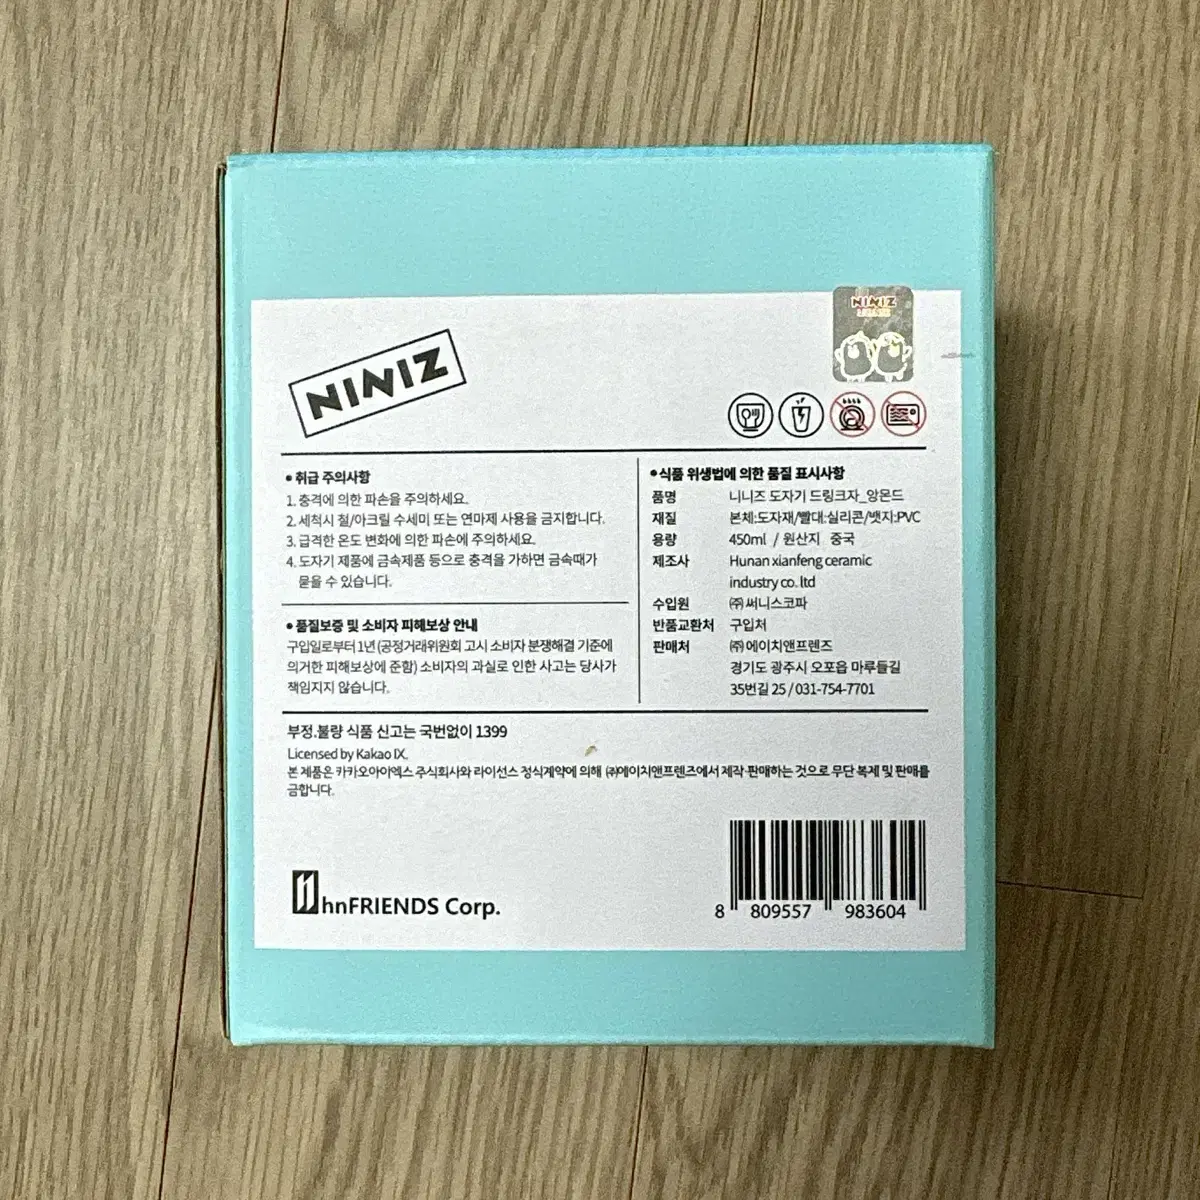 NINIZ
NINIZ
• 취급 주의사항
1. 충격에 의한 파손을 주의하세요.
2. 세척시 철/아크릴 수세미 또는 연마제 사용을 금지합니다.
3. 급격한 온도 변화에 의한 파손에 주의하세요.
4. 도자기 제품에 금속제품 등으로 충격을 가하면 금속때가
묻을 수 있습니다.
• 품질보증 및 소비자 피해보상 안내
구입일로부터 1년 (공정거래위원회 고시 소비자 분쟁해결 기준에
의거한 피해보상에 준함) 소비자의 과실로 인한 사고는 당사가
책임지지 않습니다.
• 식품 위생법에 의한 품질 표시사항
품명 니니즈 도자기 드링크자_앙몬드
재질 본체:도자재/빨대:실리콘/뱃지:PVC
용량 450ml / 원산지 중국
제조사 Hunan xianfeng ceramic
industry co. ltd
수입원 ㈜써니스코파
반품교환처 구입처
판매처 ㈜에이치앤프렌즈
경기도 광주시 오포읍 마루들길
35번길 25 / 031-754-7701
부정.불량 식품 신고는 국번없이 1399
Licensed by Kakao IX.
본 제품은 카카오아이엑스 주식회사와 라이선스 정식계약에 의해 ㈜에이치앤프렌즈에서 제작·판매하는 것으로 무단 복제 및 판매를
금합니다.
hnFRIENDS Corp.
8 809557 983604